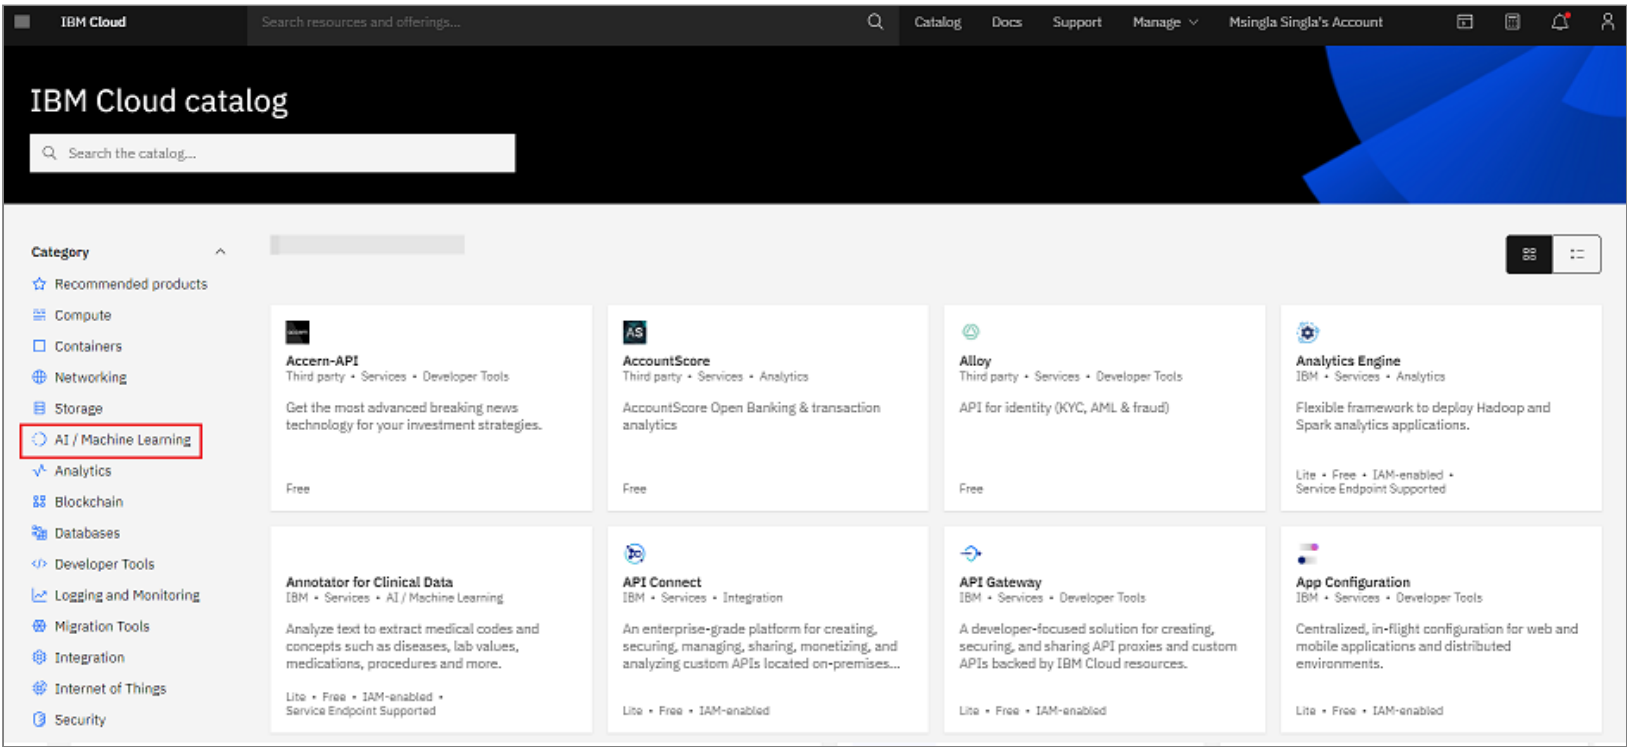 IBM Cloud
Search resources and offerings...
Catalog
Docs
Support
Manage
Msingla Singla's Account
IBM Cloud catalog
Search the catalog...
Category
Recommended products
Compute
Containers
Networking
Storage
AI / Machine Learning
Analytics
Blockchain
Databases
Developer Tools
Logging and Monitoring
Migration Tools
Integration
Internet of Things
Security
accern
Accern-API
Third party • Services • Developer Tools
Get the most advanced breaking news
technology for your investment strategies.
Free
AS
AccountScore
Third party • Services • Analytics
AccountScore Open Banking & transaction
analytics
Free
Alloy
Third party • Services • Developer Tools
API for identity (KYC, AML & fraud)
Free
Analytics Engine
IBM • Services • Analytics
Flexible framework to deploy Hadoop and
Spark analytics applications.
Lite • Free • IAM-enabled •
Service Endpoint Supported
Annotator for Clinical Data
IBM • Services • AI / Machine Learning
Analyze text to extract medical codes and
concepts such as diseases, lab values,
medications, procedures and more.
Lite • Free • IAM-enabled •
Service Endpoint Supported
API Connect
IBM • Services • Integration
An enterprise-grade platform for creating,
securing, managing, sharing, monetizing, and
analyzing custom APIs located on-premises...
Lite • Free • IAM-enabled
API Gateway
IBM • Services • Developer Tools
A developer-focused solution for creating,
securing, and sharing API proxies and custom
APIs backed by IBM Cloud resources.
Lite • Free • IAM-enabled
App Configuration
IBM • Services • Developer Tools
Centralized, in-flight configuration for web and
mobile applications and distributed
environments.
Lite • Free • IAM-enabled